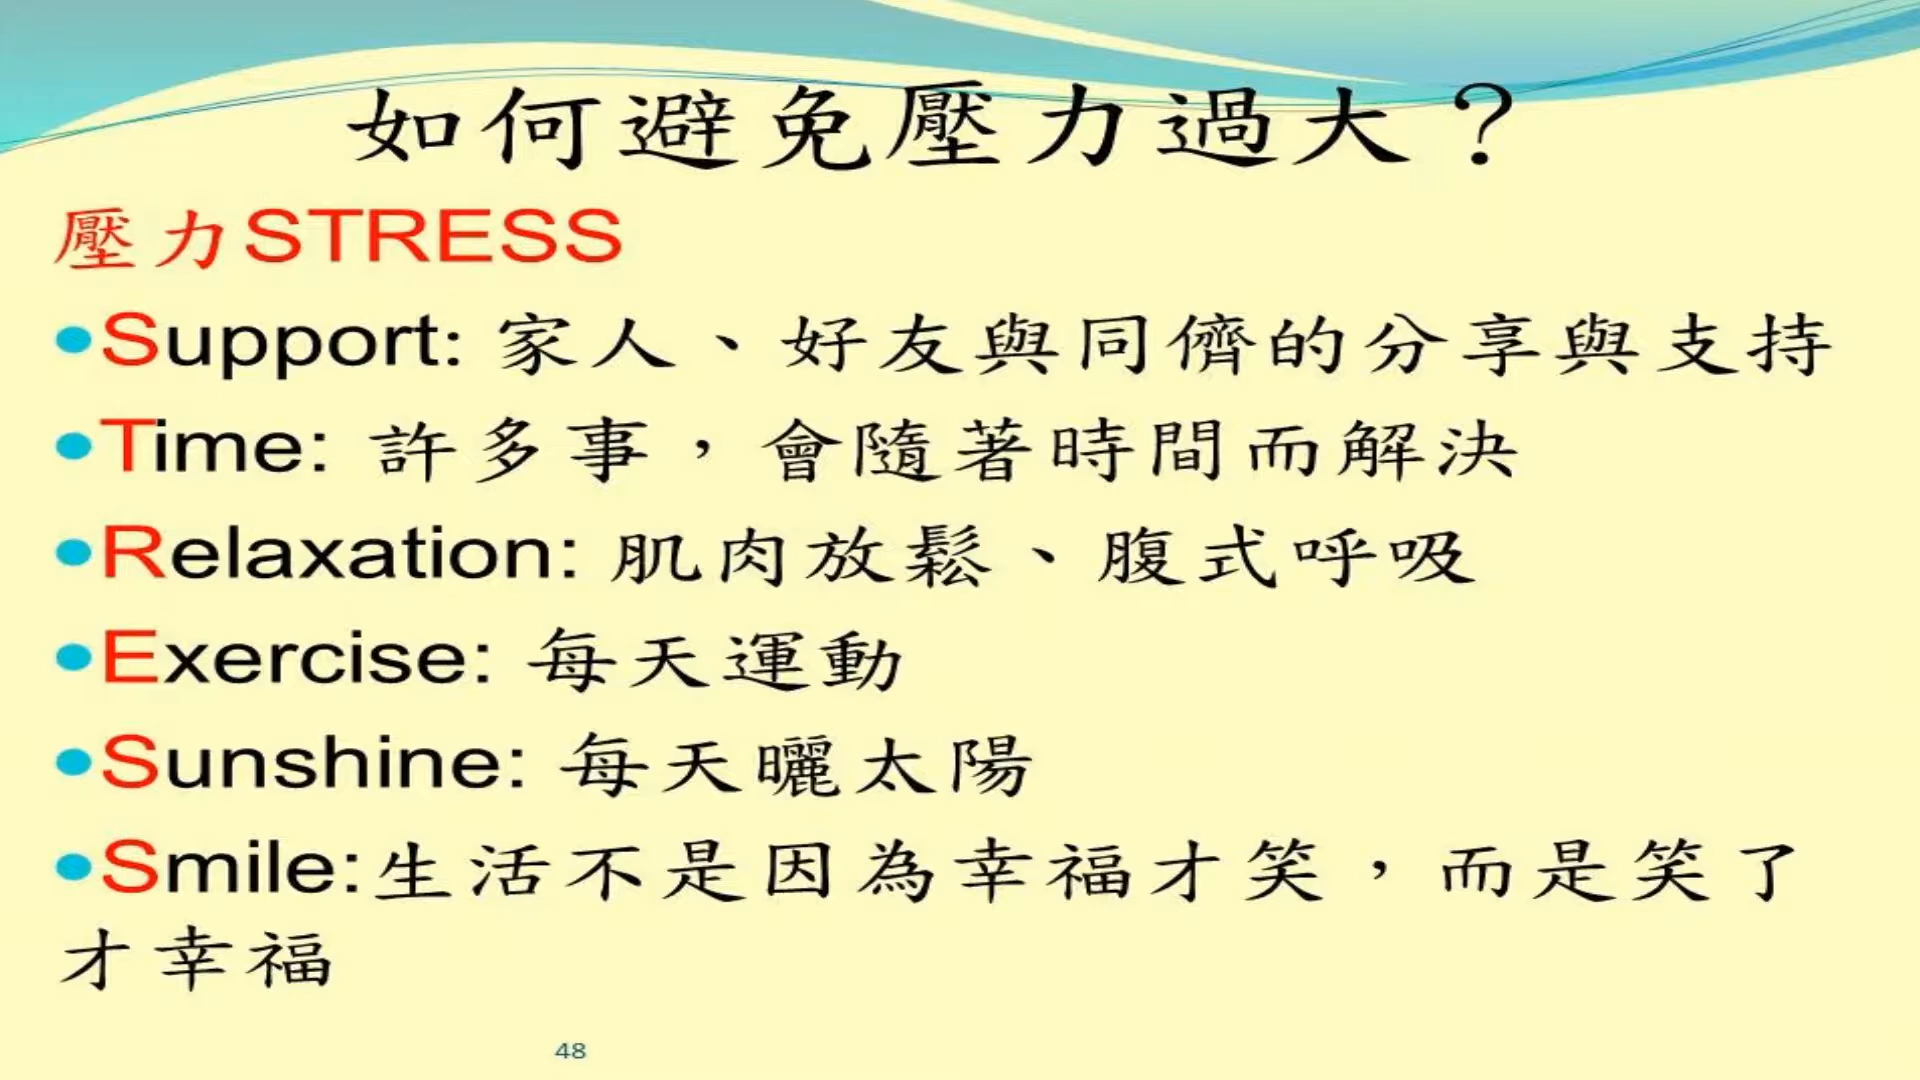 如何避免壓力過大？
壓力STRESS
•Support: 家人、好友與同儕的分享與支持
•Time: 許多事，會隨著時間而解決
•Relaxation: 肌肉放鬆、腹式呼吸
•Exercise: 每天運動
•Sunshine: 每天曬太陽
•Smile:生活不是因為幸福才笑，而是笑了
才幸福
48